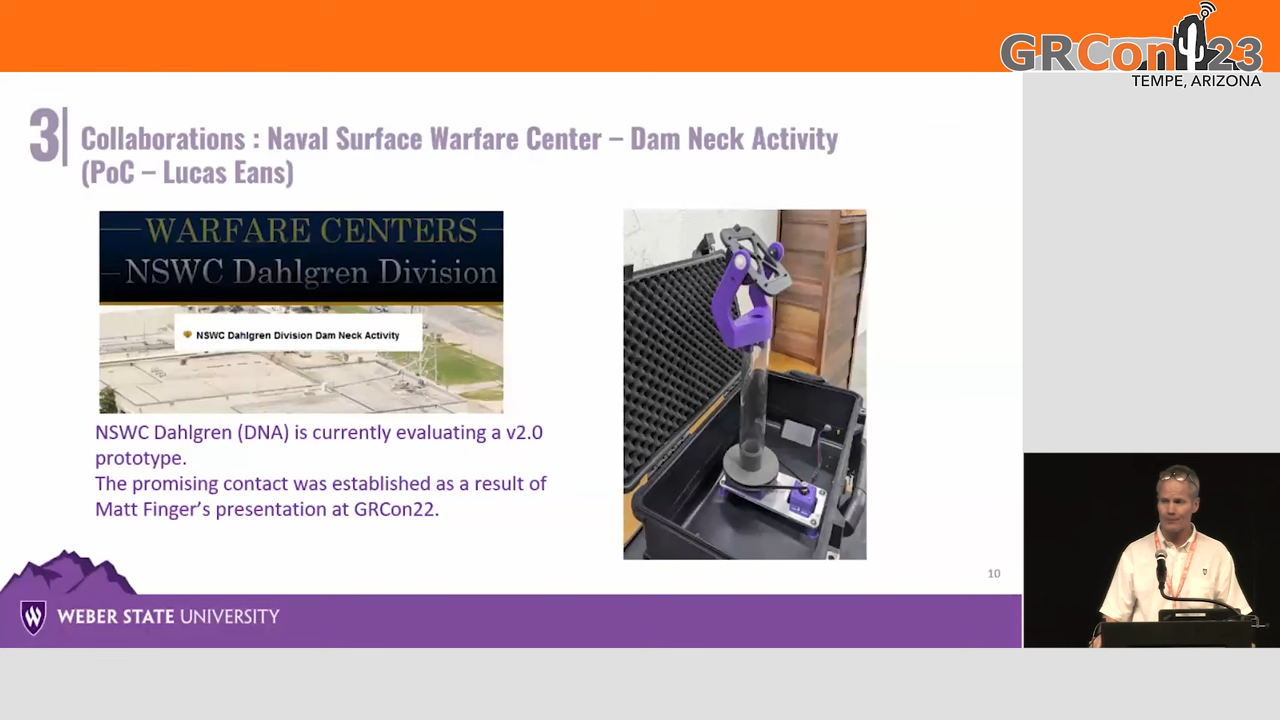 GRCon 23
TEMPE, ARIZONA
3
Collaborations : Naval Surface Warfare Center – Dam Neck Activity
(PoC – Lucas Eans)
WARFARE CENTERS
NSWC Dahlgren Division
NSWC Dahlgren Division Dam Neck Activity
NSWC Dahlgren (DNA) is currently evaluating a v2.0
prototype.
The promising contact was established as a result of
Matt Finger's presentation at GRCon22.
10
W WEBER STATE UNIVERSITY